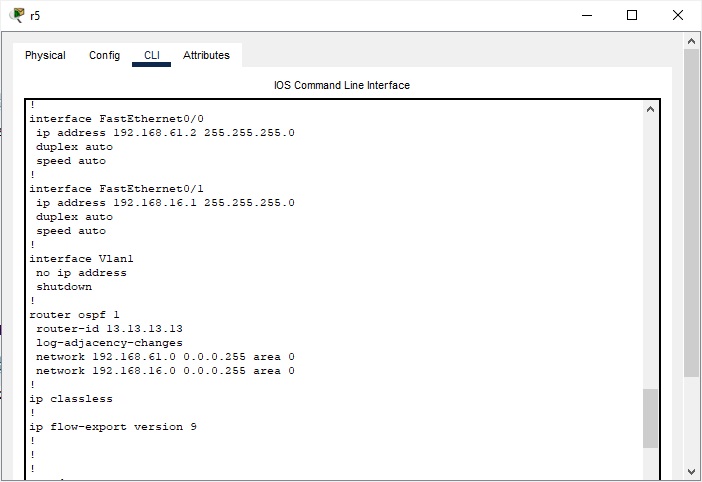 r5
Physical Config CLI Attributes
IOS Command Line Interface
!
interface FastEthernet0/0
 ip address 192.168.61.2 255.255.255.0
 duplex auto
 speed auto
!
interface FastEthernet0/1
 ip address 192.168.16.1 255.255.255.0
 duplex auto
 speed auto
!
interface Vlan1
 no ip address
 shutdown
!
router ospf 1
 router-id 13.13.13.13
 log-adjacency-changes
 network 192.168.61.0 0.0.0.255 area 0
 network 192.168.16.0 0.0.0.255 area 0
!
ip classless
!
ip flow-export version 9
!
!
!